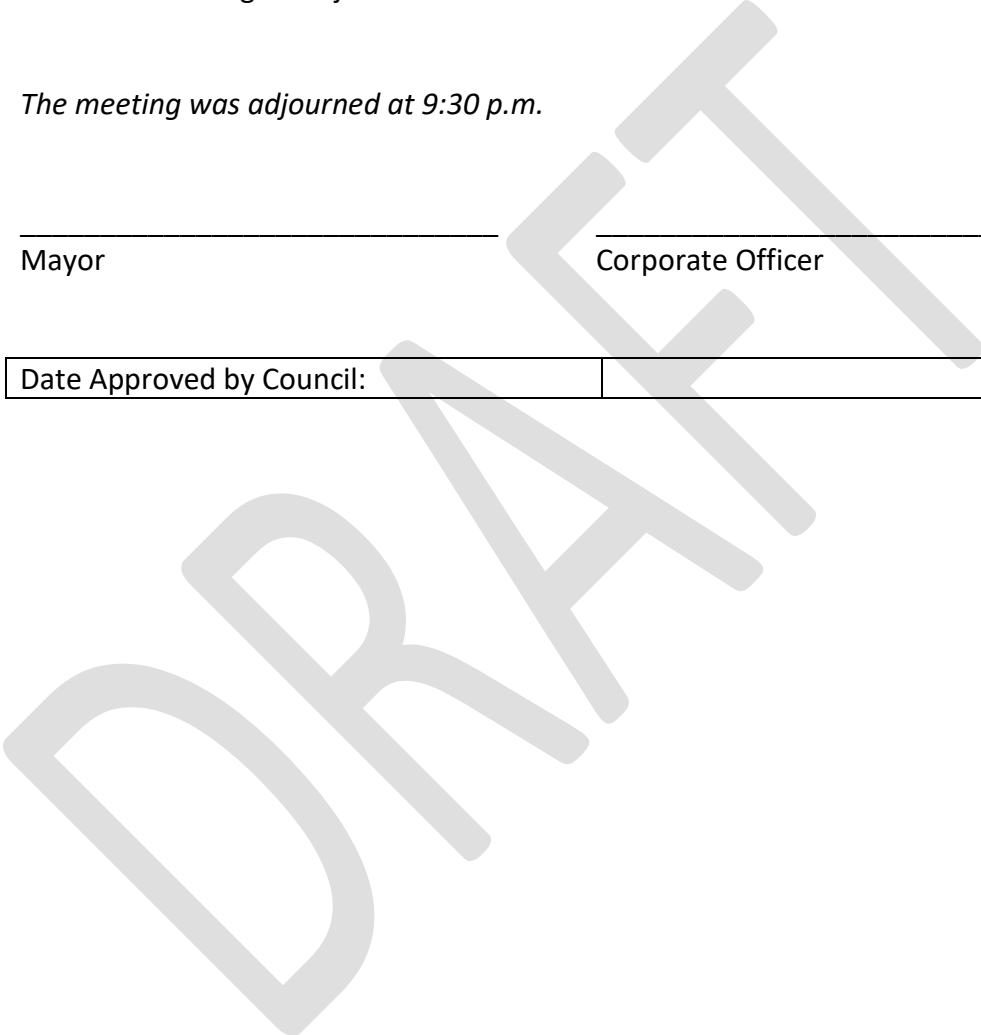 The meeting was adjourned at 9:30 p.m.
Mayor
Corporate Officer
Date Approved by Council:
DRAFT